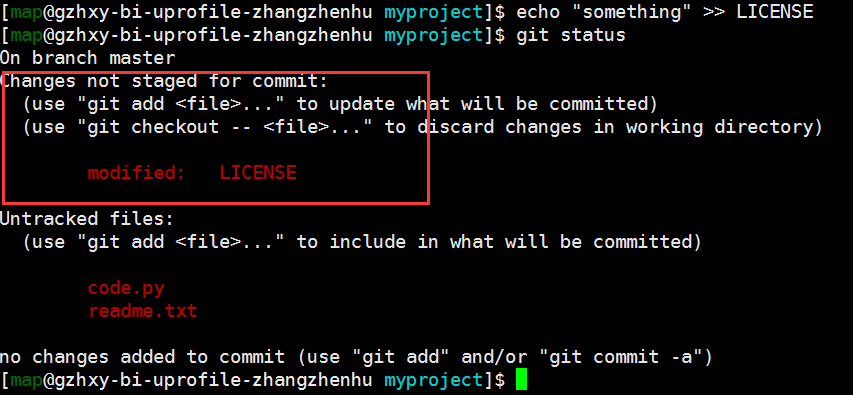 [map@gzhxy-bi-uprofile-zhangzhenhu myproject]$ echo "something" >> LICENSE
[map@gzhxy-bi-uprofile-zhangzhenhu myproject]$ git status
On branch master
Changes not staged for commit:
  (use "git add <file>..." to update what will be committed)
  (use "git checkout -- <file>..." to discard changes in working directory)
        modified:   LICENSE
Untracked files:
  (use "git add <file>..." to include in what will be committed)
        code.py
        readme.txt
no changes added to commit (use "git add" and/or "git commit -a")
[map@gzhxy-bi-uprofile-zhangzhenhu myproject]$